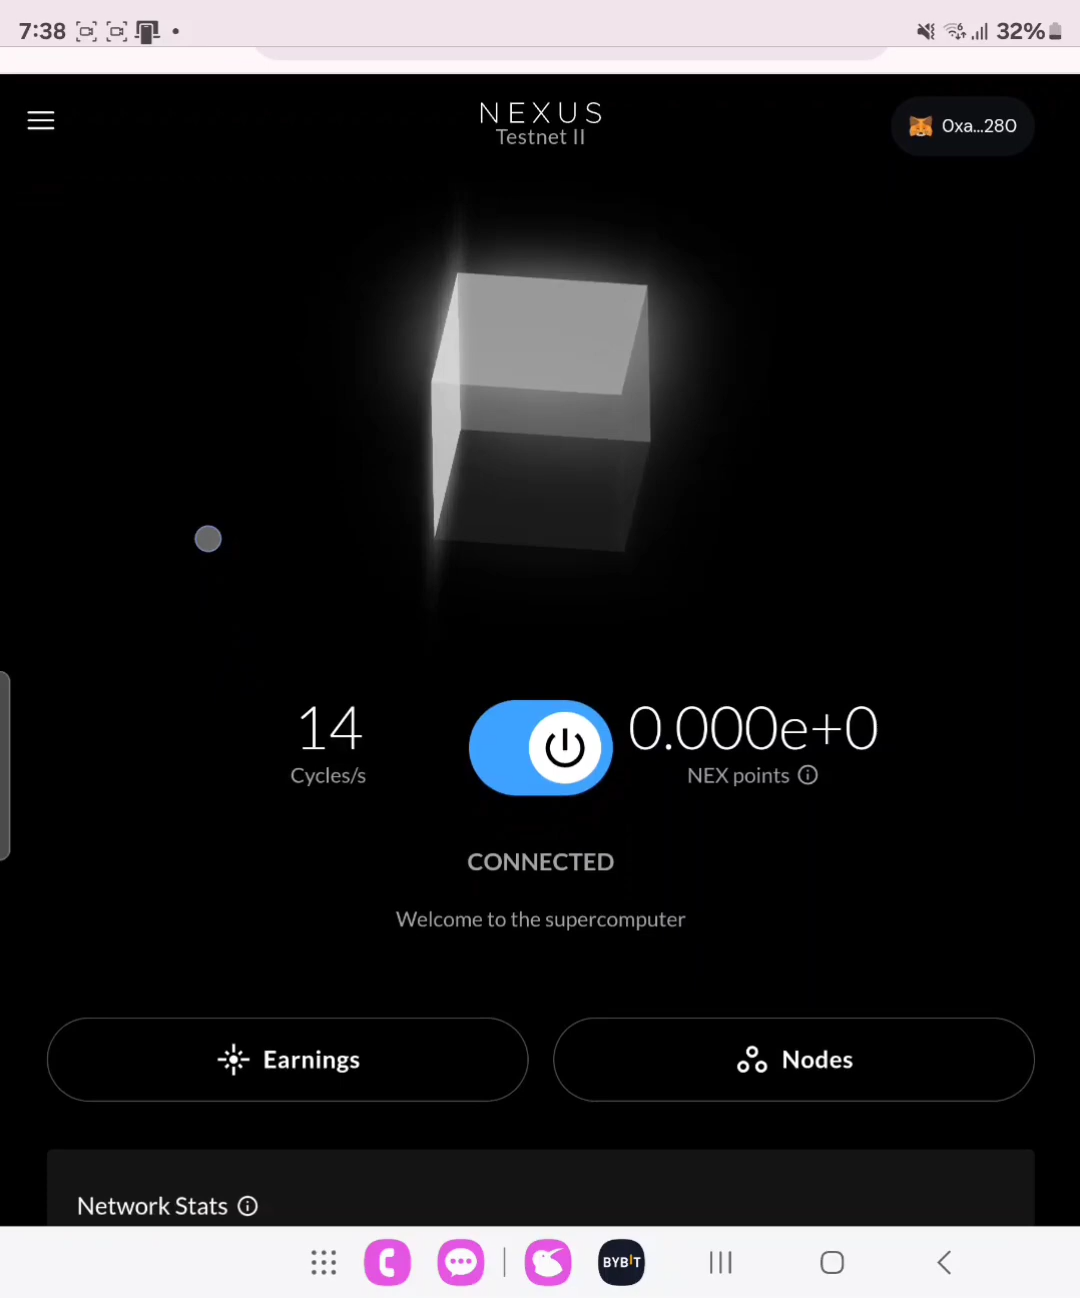 7:38
32%
NEXUS
Testnet II
0xa...280
14
Cycles/s
0.000e+0
NEX points
CONNECTED
Welcome to the supercomputer
Earnings
Nodes
Network Stats
BYBIT